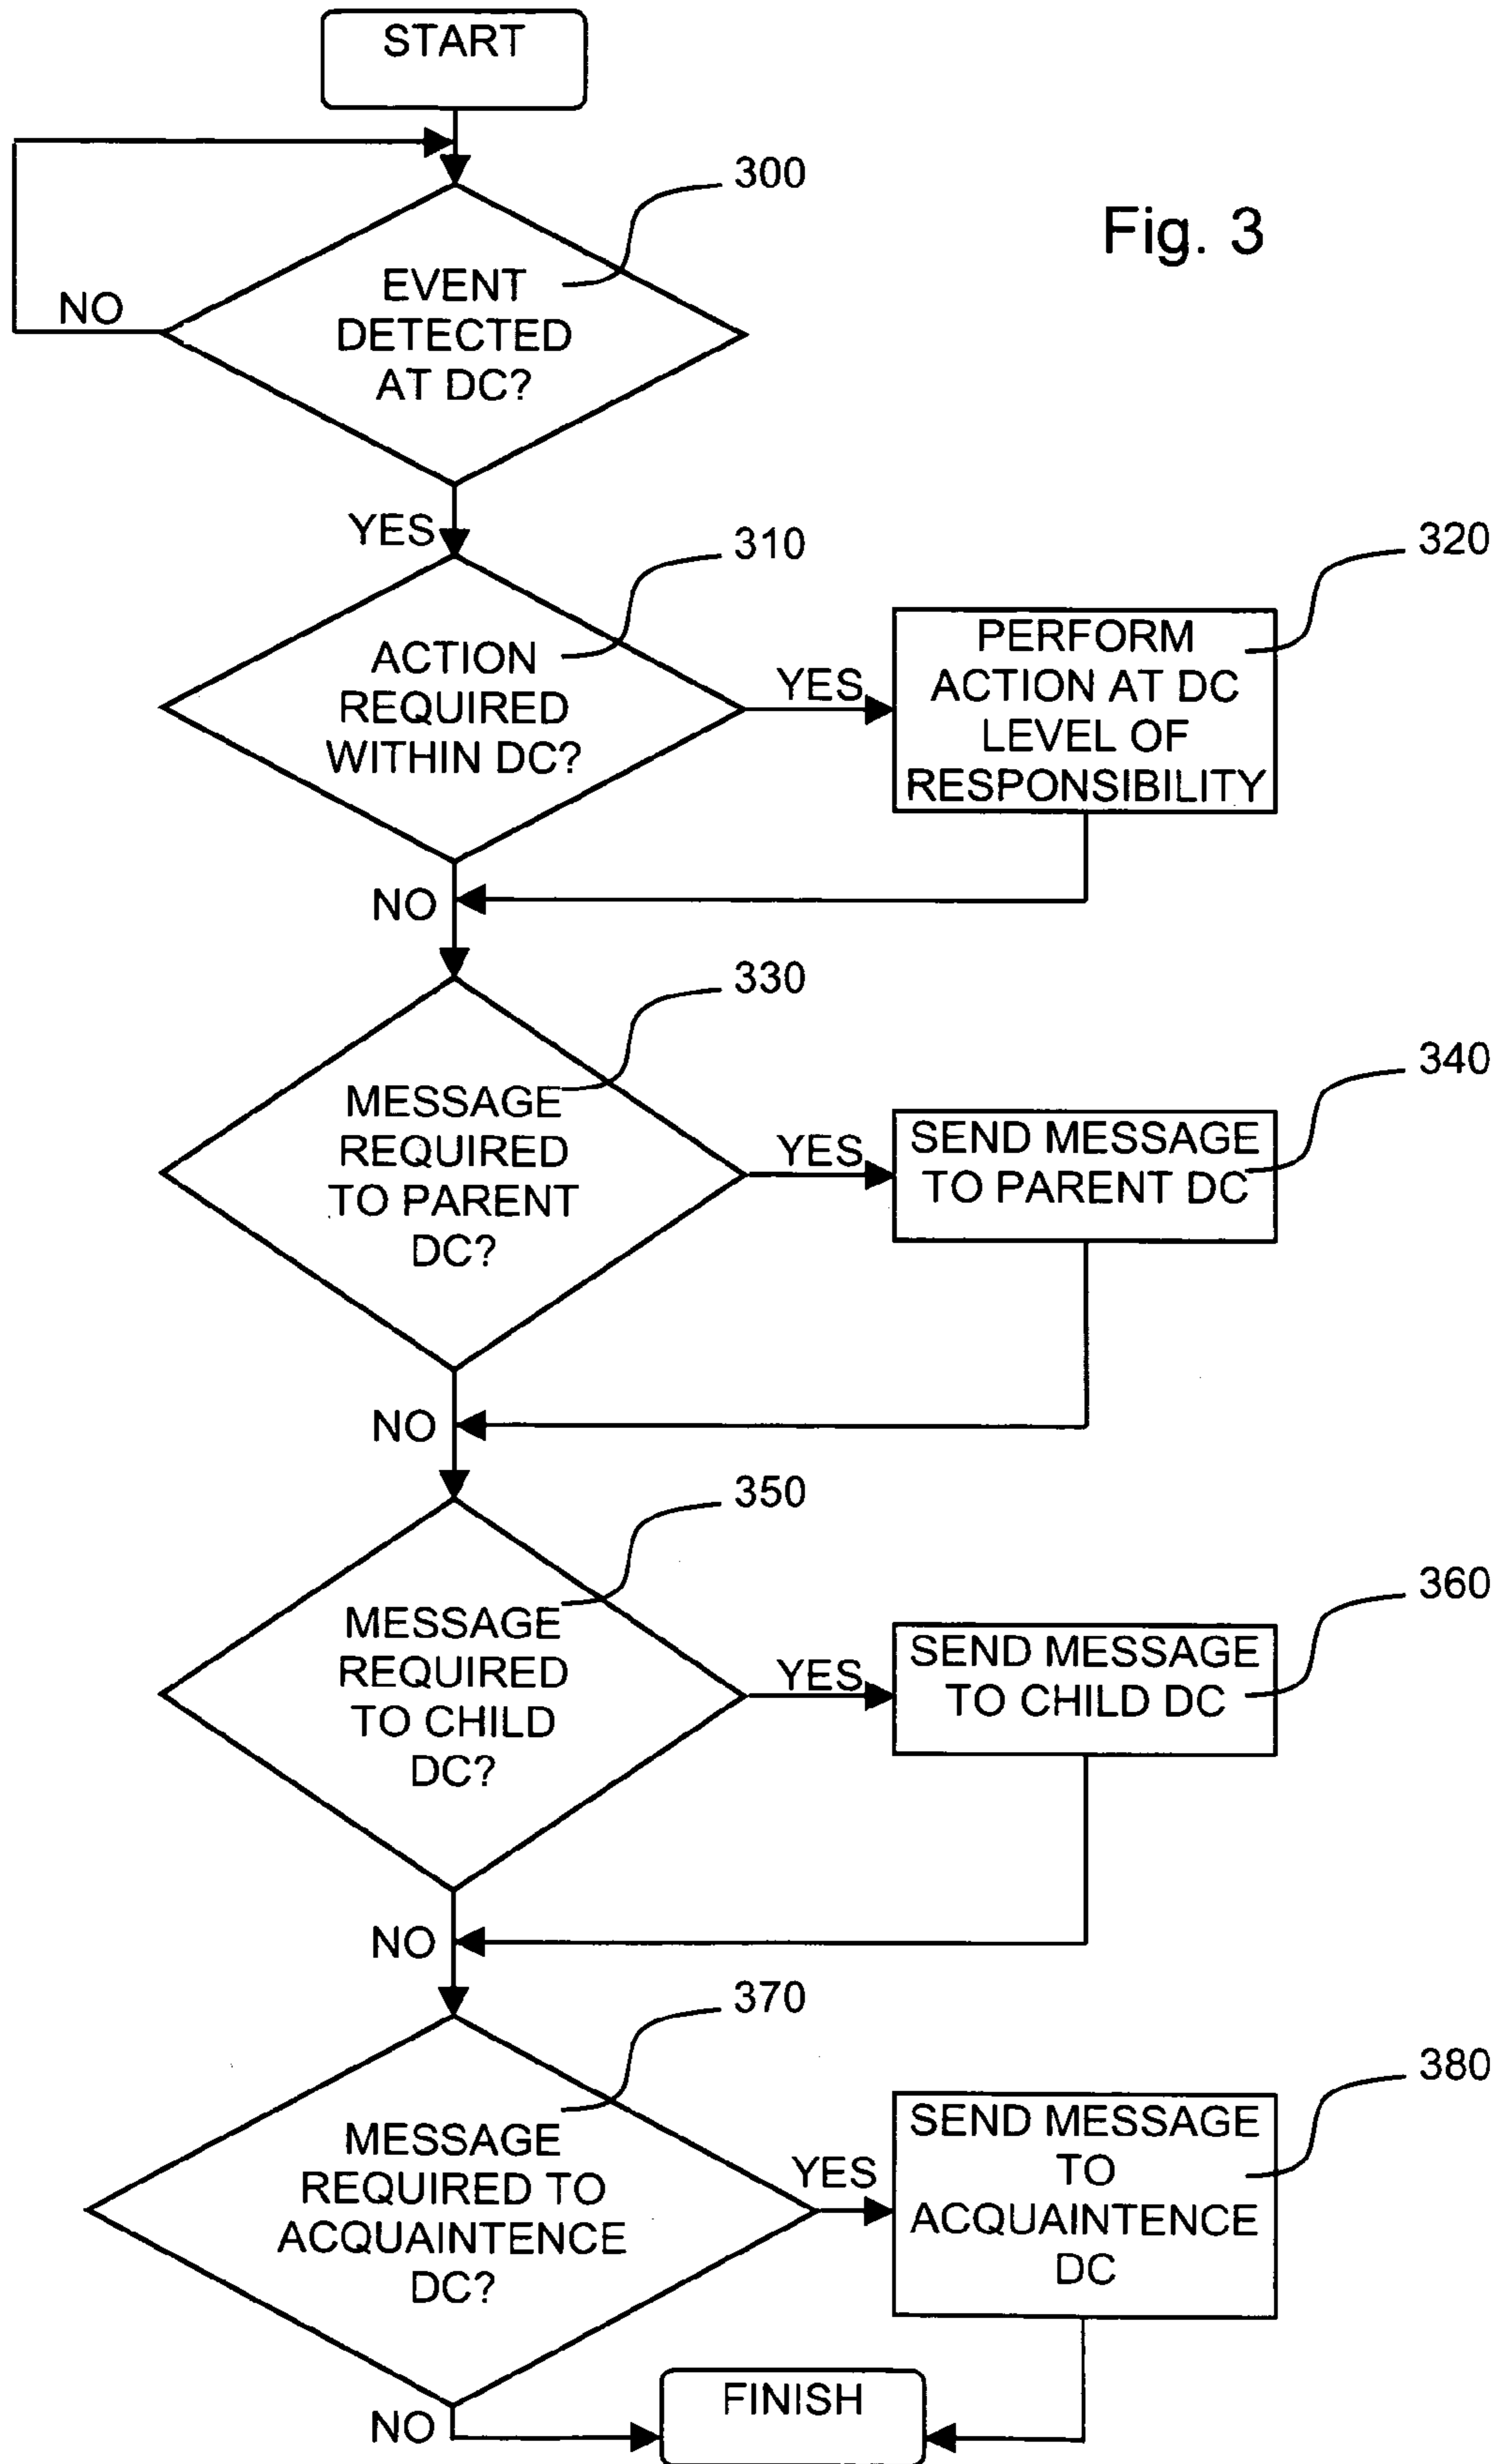 START
300
Fig. 3
EVENT
DETECTED
AT DC?
NO
YES
310
320
ACTION
REQUIRED
WITHIN DC?
YES
PERFORM
ACTION AT DC
LEVEL OF
RESPONSIBILITY
NO
330
340
MESSAGE
REQUIRED
TO PARENT
DC?
YES
SEND MESSAGE
TO PARENT DC
NO
350
360
MESSAGE
REQUIRED
TO CHILD
DC?
YES
SEND MESSAGE
TO CHILD DC
NO
370
380
MESSAGE
REQUIRED TO
ACQUAINTENCE
DC?
YES
SEND MESSAGE
TO
ACQUAINTENCE
DC
NO
FINISH